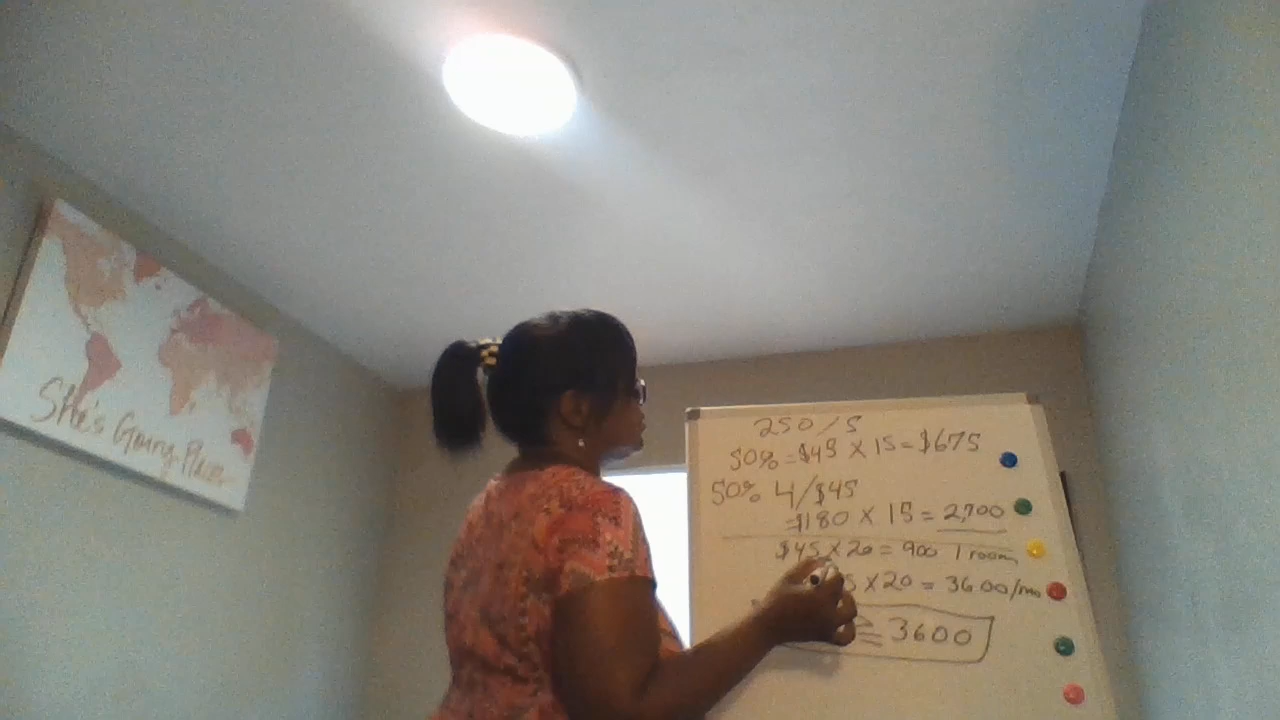 She's Going Places
250/5
50% = $45 X 15 = $675
50% 4/$45
= $180 X 15 = 2,700
$45 X 20 = 900 1 room
5 X 20 = 3600/mo
= 3600